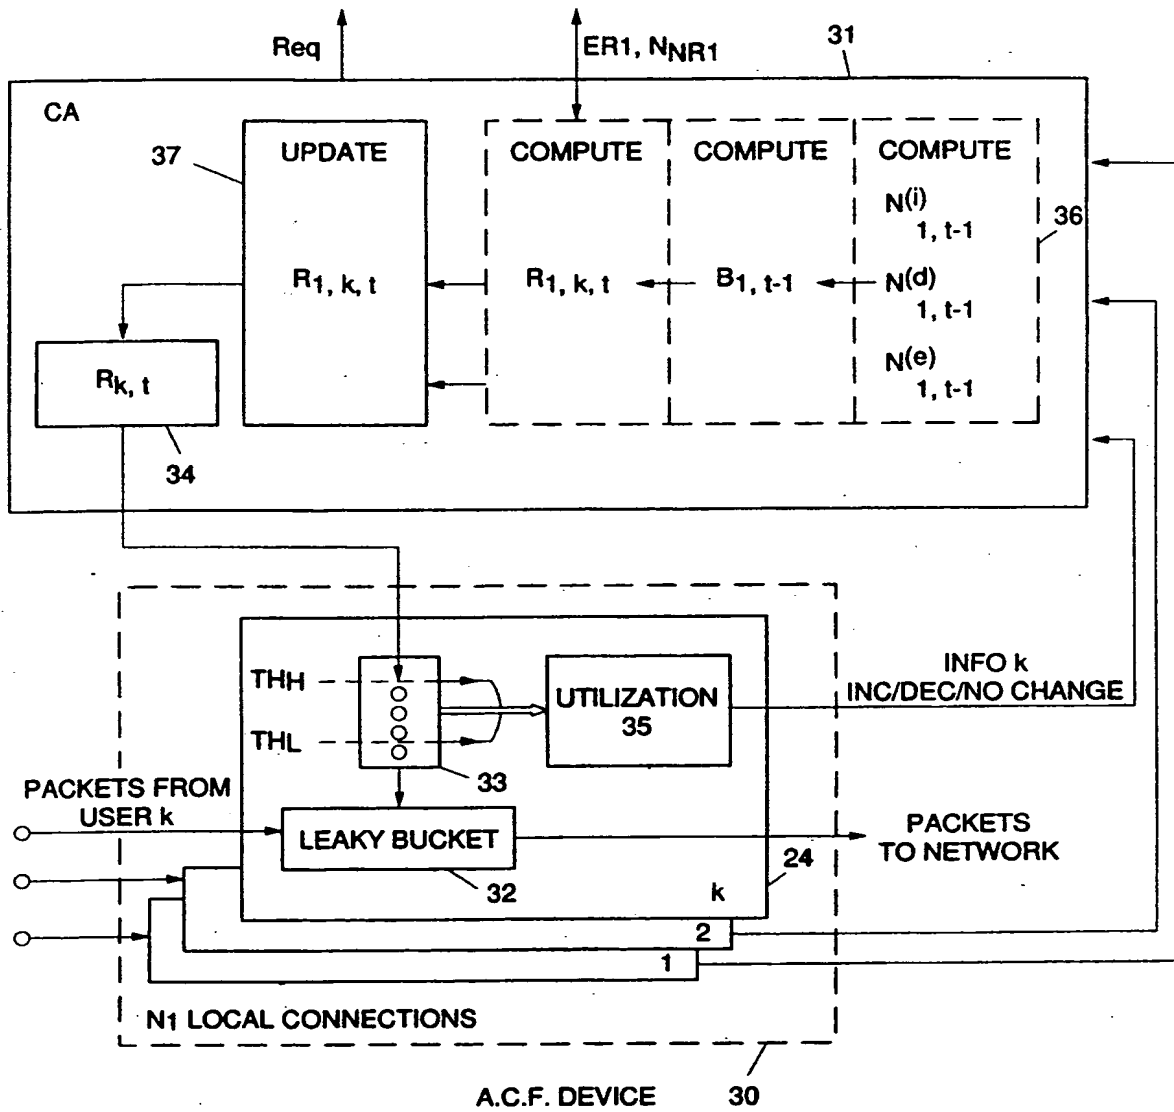 Req
ER1, NNR1
31
CA
37
UPDATE
COMPUTE
COMPUTE
COMPUTE
N(i)
1, t-1
36
R1, k, t
R1, k, t
B1, t-1
N(d)
1, t-1
N(e)
1, t-1
Rk, t
34
THH
THL
UTILIZATION
35
INFO k
INC/DEC/NO CHANGE
33
PACKETS FROM
USER k
LEAKY BUCKET
PACKETS
TO NETWORK
32
24
k
2
1
N1 LOCAL CONNECTIONS
A.C.F. DEVICE
30